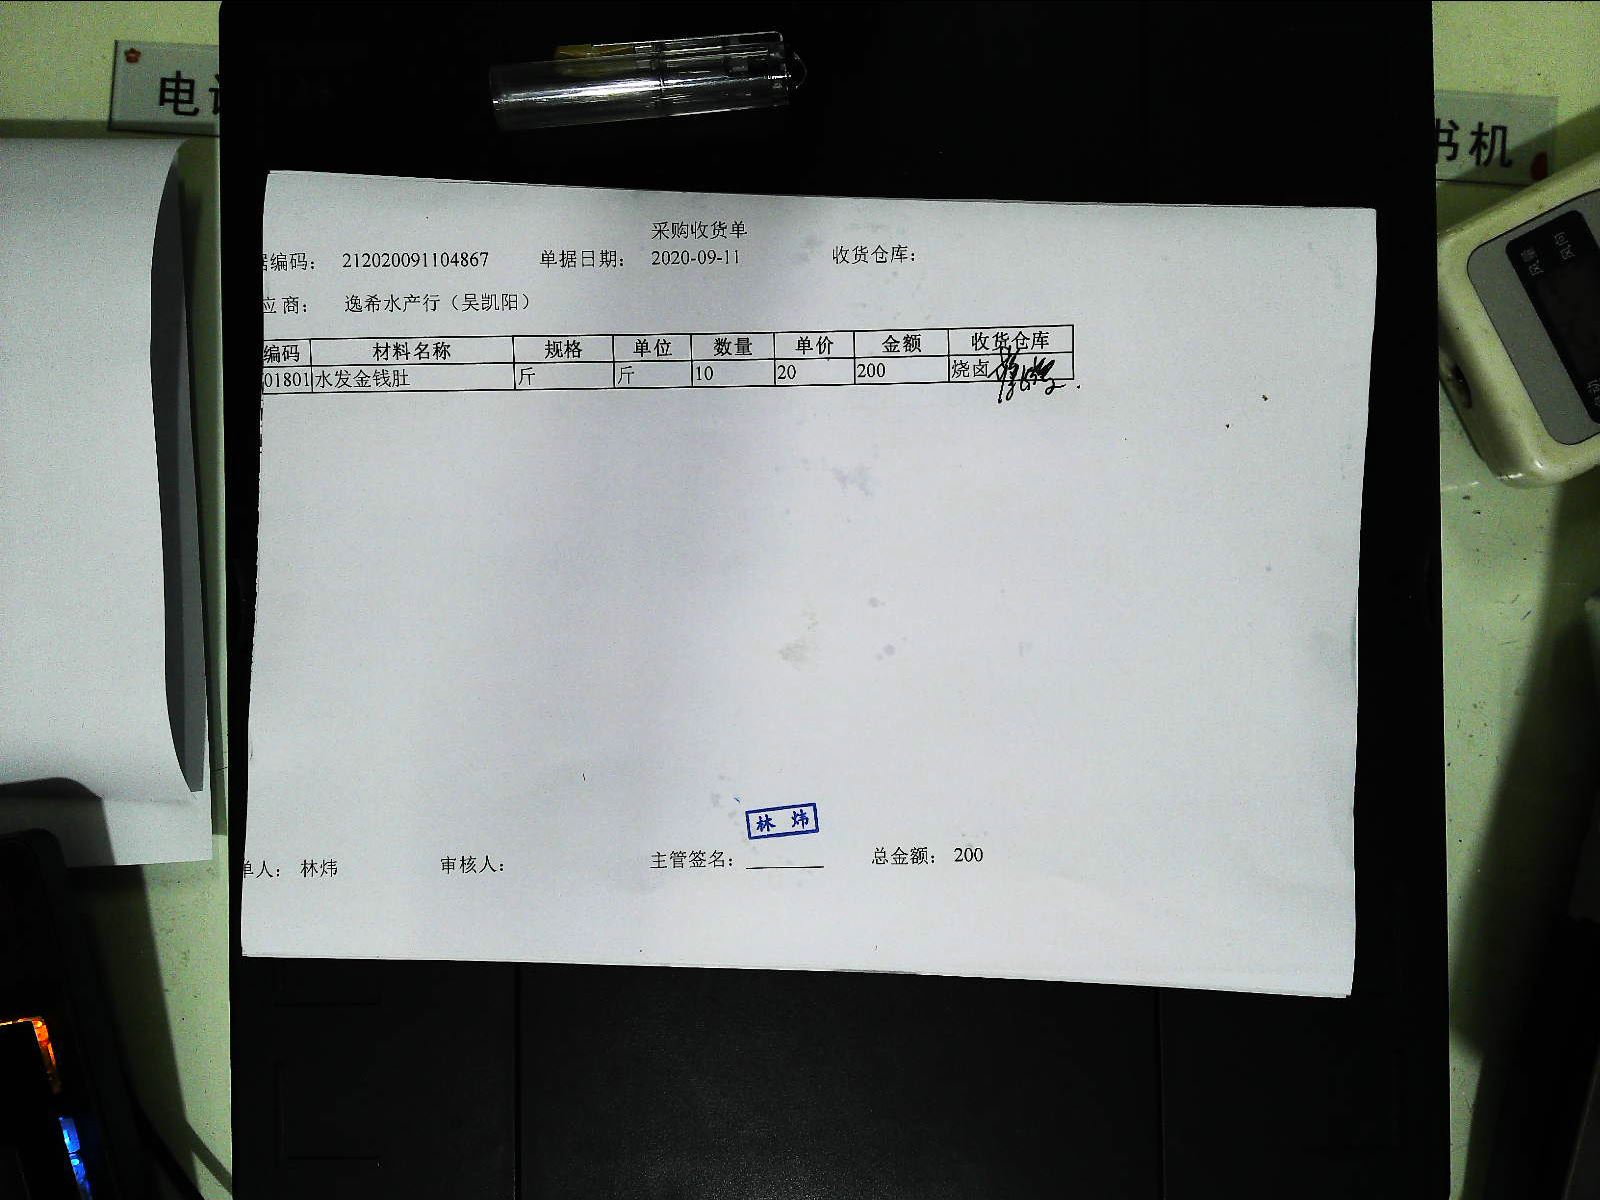 电
书机
采购收货单
据编码: 212020091104867 单据日期: 2020-09-11 收货仓库:
应商: 逸希水产行（吴凯阳）
编码 材料名称 规格 单位 数量 单价 金额 收货仓库
01801 水发金钱肚 斤 斤 10 20 200 烧卤
林炜
单人: 林炜 审核人: 主管签名: 总金额: 200